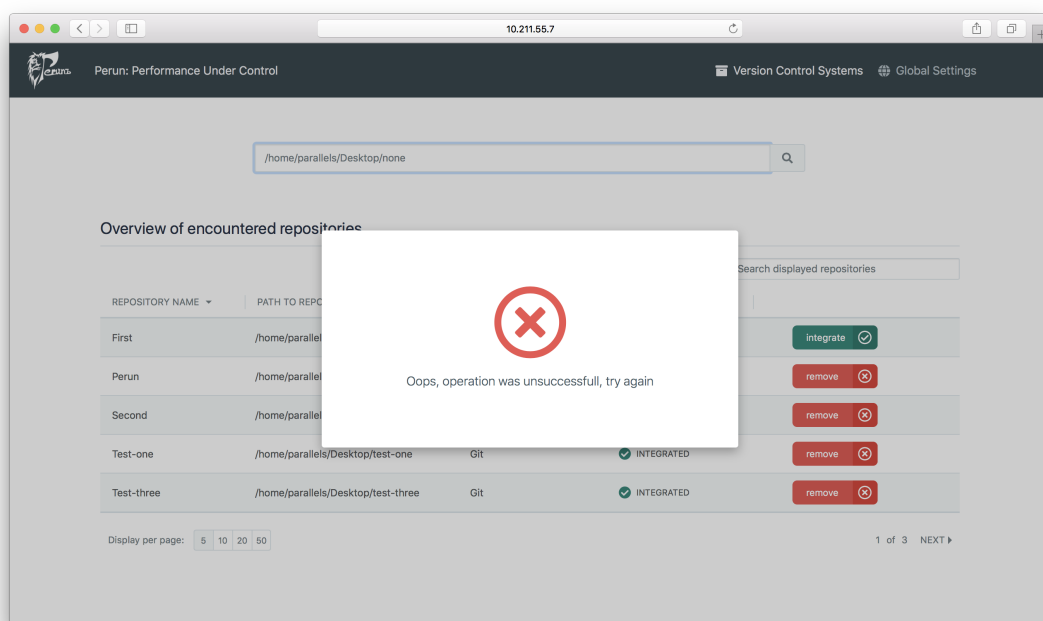 10.211.55.7
Perun
Perun: Performance Under Control
Version Control Systems
Global Settings
/home/parallels/Desktop/none
Overview of encountered repositories
Search displayed repositories
REPOSITORY NAME PATH TO REPO
First /home/parallel integrate
Perun /home/parallel remove
Second /home/parallel remove
Test-one /home/parallels/Desktop/test-one Git INTEGRATED remove
Test-three /home/parallels/Desktop/test-three Git INTEGRATED remove
Oops, operation was unsuccessfull, try again
Display per page: 5 10 20 50
1 of 3 NEXT